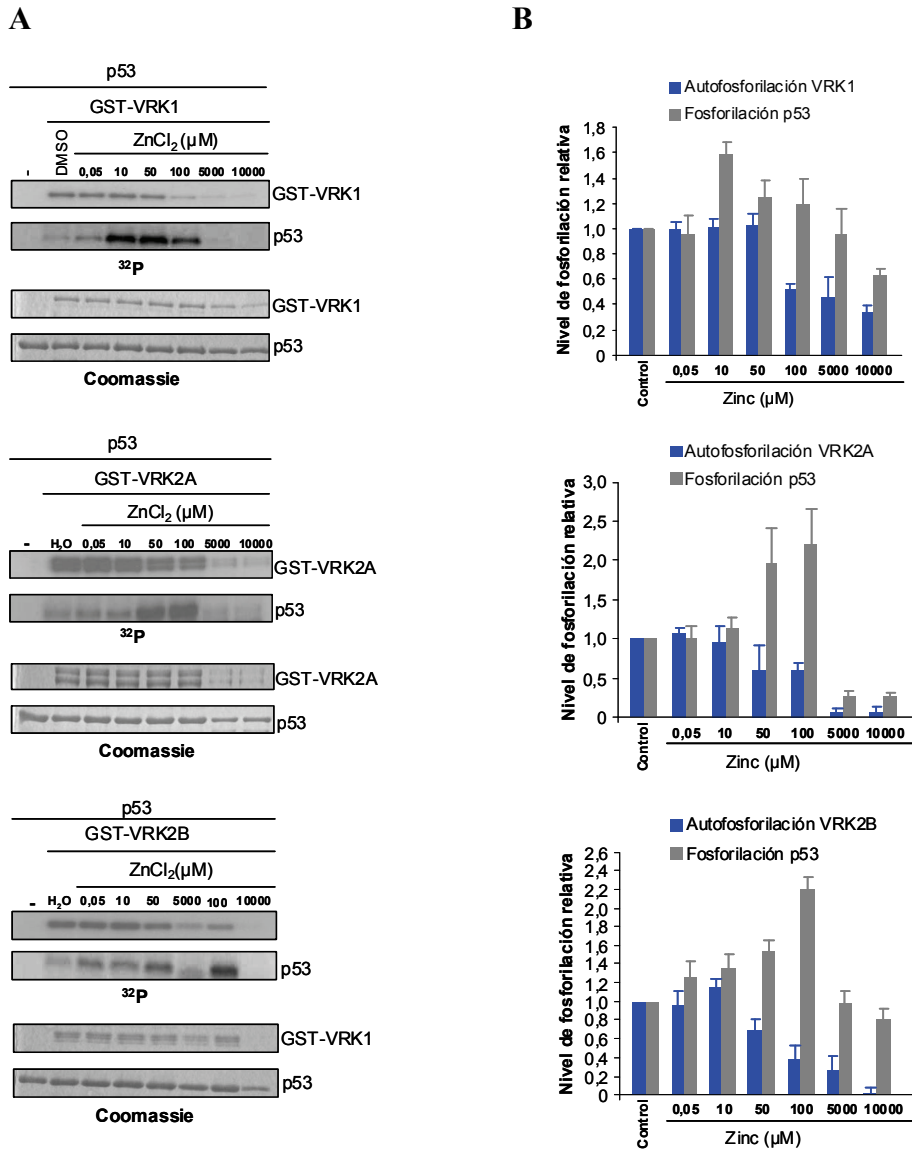 A
p53
GST-VRK1
DMSO
ZnCl2 (µM)
- 0,05 10 50 100 5000 10000
GST-VRK1
p53
32P
GST-VRK1
p53
Coomassie
p53
GST-VRK2A
ZnCl2 (µM)
- H2O 0,05 10 50 100 5000 10000
GST-VRK2A
p53
32P
GST-VRK2A
p53
Coomassie
p53
GST-VRK2B
ZnCl2(µM)
- H2O 0,05 10 50 5000 100 10000
p53
32P
GST-VRK1
p53
Coomassie
B
Autofosforilación VRK1
Fosforilación p53
Nivel de fosforilación relativa
1,8
1,6
1,4
1,2
1,0
0,8
0,6
0,4
0,2
0
Control 0,05 10 50 100 5000 10000
Zinc (µM)
Autofosforilación VRK2A
Fosforilación p53
Nivel de fosforilación relativa
3,0
2,5
2,0
1,5
1,0
0,5
0
Control 0,05 10 50 100 5000 10000
Zinc (µM)
Autofosforilación VRK2B
Fosforilación p53
Nivel de fosforilación relativa
2,6
2,4
2,2
2,0
1,8
1,6
1,4
1,2
1,0
0,8
0,6
0,4
0,2
0
Control 0,05 10 50 100 5000 10000
Zinc (µM)